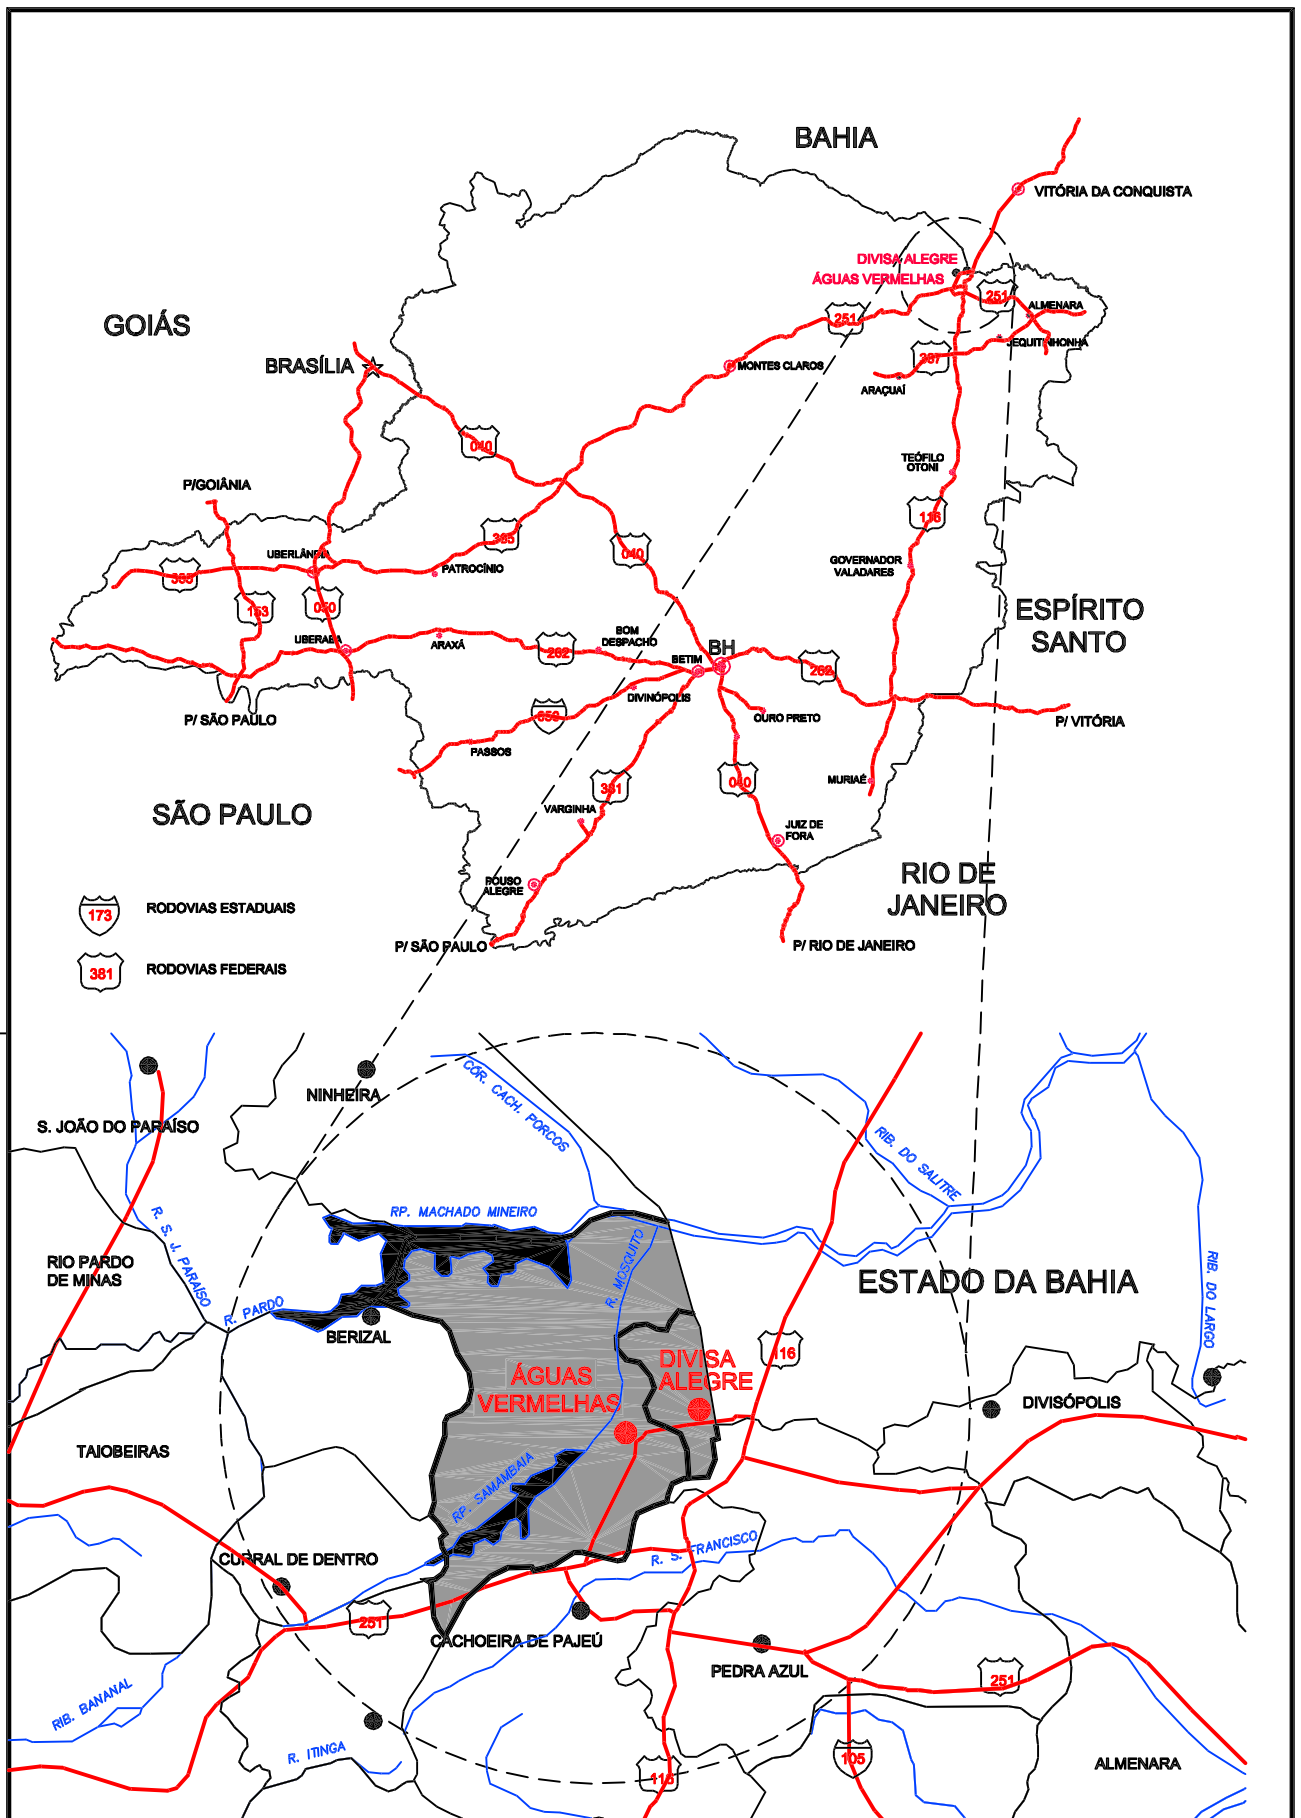 BAHIA
VITÓRIA DA CONQUISTA
DIVISA ALEGRE
ÁGUAS VERMELHAS
251
251
ALMENARA
GOIÁS
JEQUITINHONHA
367
BRASÍLIA
MONTES CLAROS
ARAÇUAÍ
040
TEÓFILO
OTONI
P/GOIÂNIA
116
365
040
UBERLÂNDIA
GOVERNADOR
VALADARES
PATROCÍNIO
365
153
050
ESPÍRITO
SANTO
BOM
DESPACHO
UBERABA
ARAXÁ
262
BH
BETIM
262
DIVINÓPOLIS
P/ SÃO PAULO
OURO PRETO
P/ VITÓRIA
PASSOS
MURIAÉ
381
040
SÃO PAULO
VARGINHA
JUIZ DE
FORA
POUSO
ALEGRE
RIO DE
JANEIRO
173
RODOVIAS ESTADUAIS
P/ SÃO PAULO
P/ RIO DE JANEIRO
381
RODOVIAS FEDERAIS
NINHEIRA
CÓR. CACH. PORCOS
S. JOÃO DO PARAÍSO
RIB. DO SALITRE
R. S. J. PARAÍSO
RP. MACHADO MINEIRO
RIO PARDO
DE MINAS
R. MOSQUITO
ESTADO DA BAHIA
RIB. DO LARGO
R. PARDO
BERIZAL
116
DIVISA
ALEGRE
ÁGUAS
VERMELHAS
DIVISÓPOLIS
TAIOBEIRAS
RP. SAMAMBAIA
CURRAL DE DENTRO
R. S. FRANCISCO
251
CACHOEIRA DE PAJEÚ
PEDRA AZUL
251
RIB. BANANAL
R. ITINGA
116
105
ALMENARA